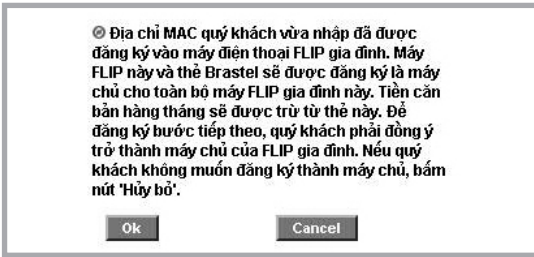 Địa chỉ MAC quý khách vừa nhập đã được
đăng ký vào máy điện thoại FLIP gia đình. Máy
FLIP này và thẻ Brastel sẽ được đăng ký là máy
chủ cho toàn bộ máy FLIP gia đình này. Tiền căn
bản hàng tháng sẽ được trừ từ thẻ này. Để
đăng ký bước tiếp theo, quý khách phải đồng ý
trở thành máy chủ của FLIP gia đình. Nếu quý
khách không muốn đăng ký thành máy chủ, bấm
nút 'Hủy bỏ'.
Ok Cancel